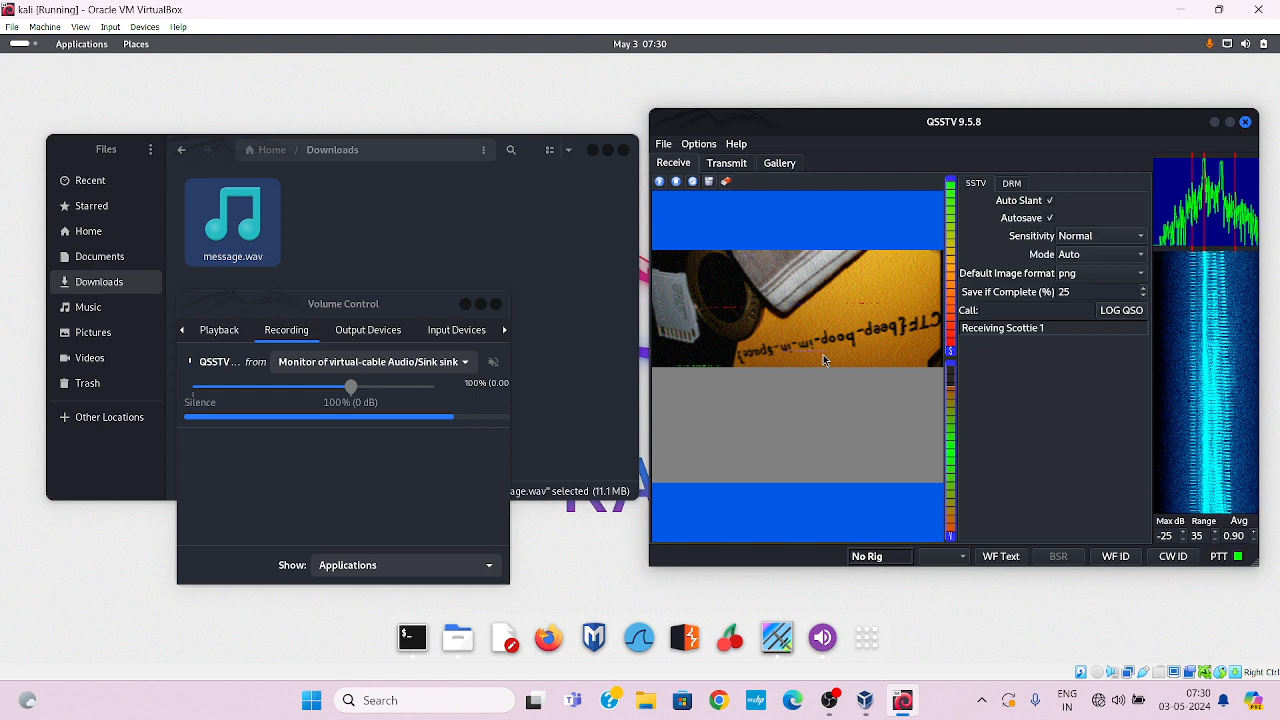 kali [Running] - Oracle VM VirtualBox
File Machine View Input Devices Help
Applications Places
May 3 07:30
Files
Home / Downloads
Recent
Starred
Home
Documents
Downloads
Music
Pictures
Videos
Trash
Other Locations
message.wav
age.wav" selected (11.1 MB)
Volume Control
Playback Recording Output Devices Input Devices
QSSTV... from Monitor of virtual-cable Audio/Sink sink
100% (0.00
Silence 100% (0 dB)
Show: Applications
QSSTV 9.5.8
File Options Help
Receive Transmit Gallery
CTF{beep-boop-im-in-space}
SSTV DRM
Auto Slant
Autosave
Sensitivity Normal
Mode Auto
Default Image format png
Save if Complete (%) 25
Call: LOG QSO
Receiving Scottie 1
S
V
Max dB Range Avg
-25 35 0.90
No Rig WF Text BSR WF ID CW ID PTT
Right Ctrl
Search
ENG
IN
07:30
03-05-2024